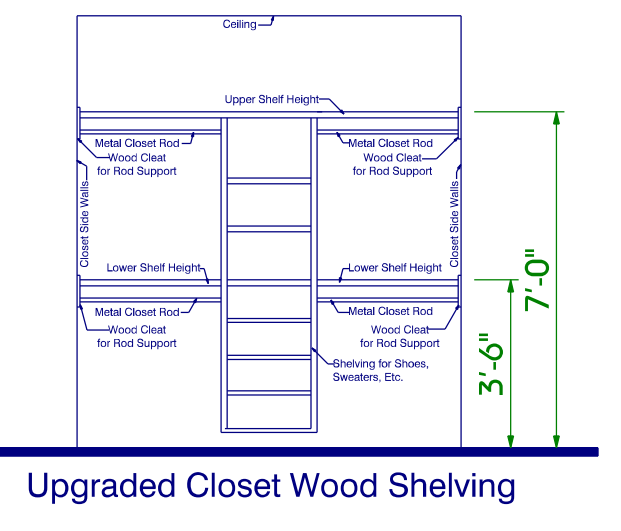 Ceiling
Upper Shelf Height
Metal Closet Rod
Wood Cleat
for Rod Support
Metal Closet Rod
Wood Cleat
for Rod Support
Closet Side Walls
Closet Side Walls
Lower Shelf Height
Lower Shelf Height
Metal Closet Rod
Wood Cleat
for Rod Support
Metal Closet Rod
Wood Cleat
for Rod Support
Shelving for Shoes,
Sweaters, Etc.
3'-6"
7'-0"
Upgraded Closet Wood Shelving